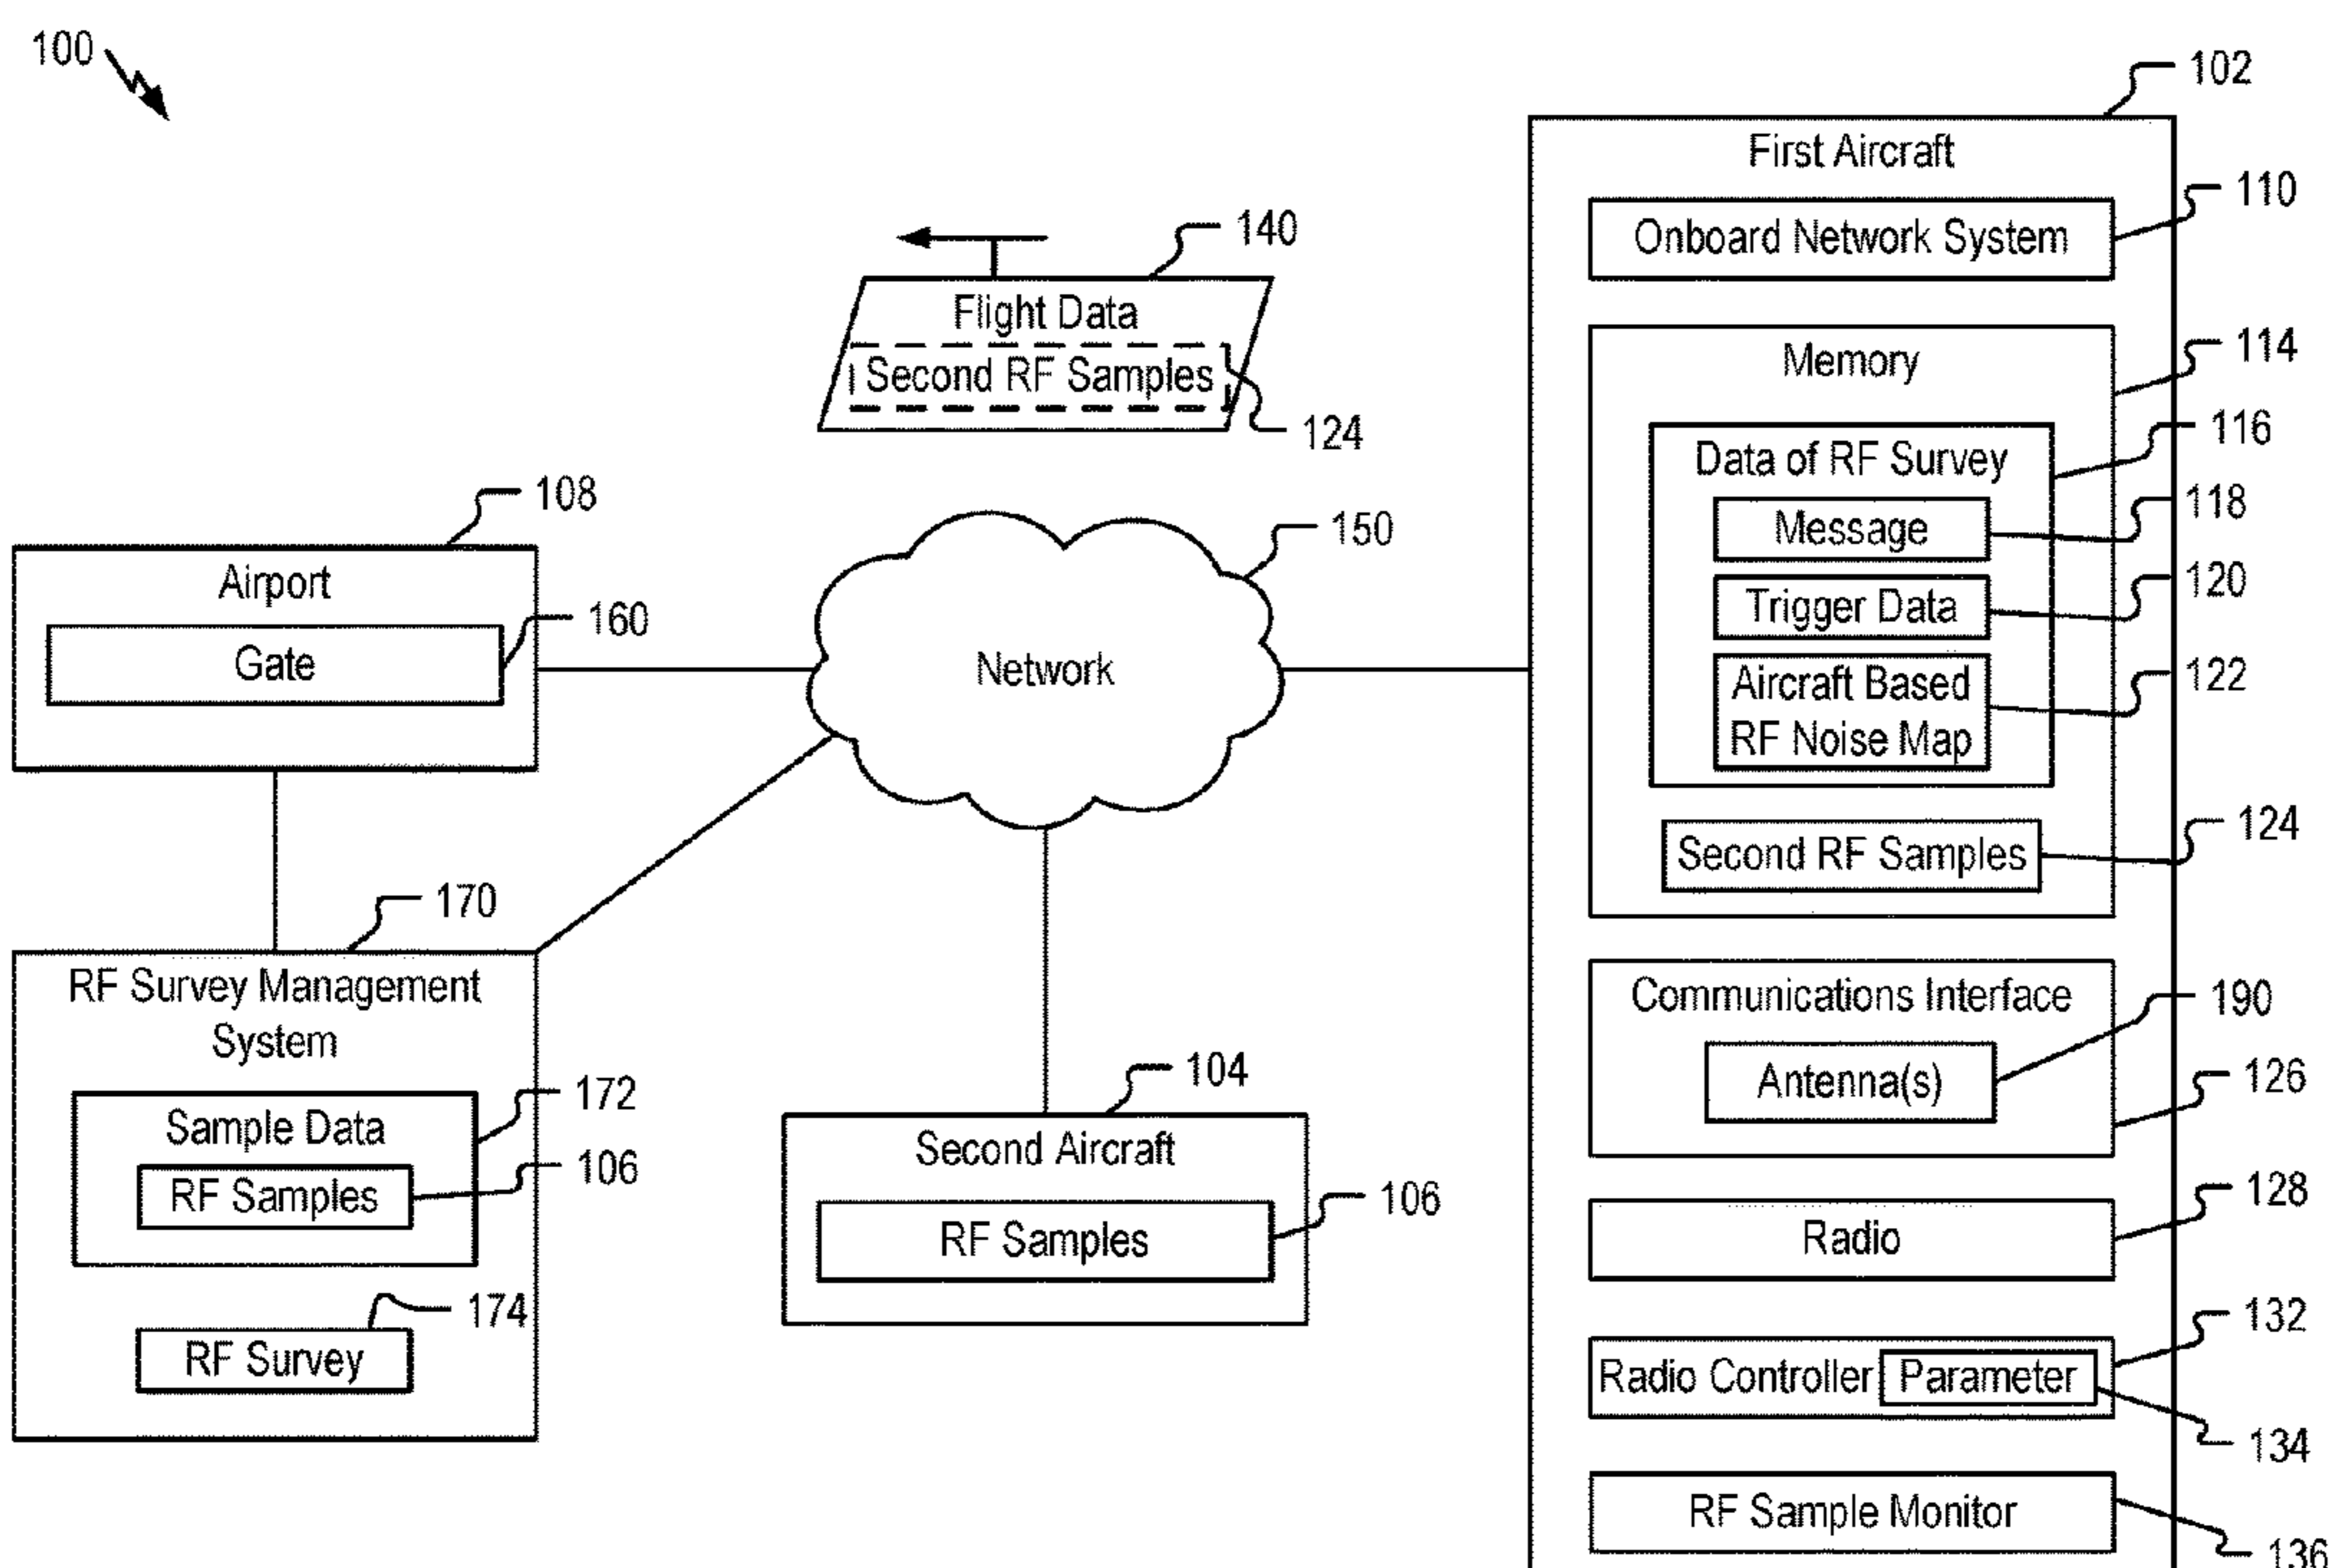 100
102
First Aircraft
110
Onboard Network System
140
Flight Data
Second RF Samples
124
Memory
114
116
Data of RF Survey
118
Message
120
Trigger Data
122
Aircraft Based
RF Noise Map
124
Second RF Samples
108
Airport
160
Gate
150
Network
170
RF Survey Management
System
172
Sample Data
106
RF Samples
174
RF Survey
104
Second Aircraft
106
RF Samples
Communications Interface
190
Antenna(s)
126
128
Radio
132
Radio Controller
Parameter
134
RF Sample Monitor
136